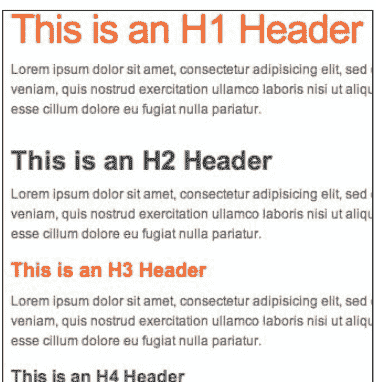 This is an H1 Header
Lorem ipsum dolor sit amet, consectetur adipisicing elit, sed
veniam, quis nostrud exercitation ullamco laboris nisi ut aliqu
esse cillum dolore eu fugiat nulla pariatur.
This is an H2 Header
Lorem ipsum dolor sit amet, consectetur adipisicing elit, sed
veniam, quis nostrud exercitation ullamco laboris nisi ut aliqu
esse cillum dolore eu fugiat nulla pariatur.
This is an H3 Header
Lorem ipsum dolor sit amet, consectetur adipisicing elit, sed
veniam, quis nostrud exercitation ullamco laboris nisi ut aliqu
esse cillum dolore eu fugiat nulla pariatur.
This is an H4 Header